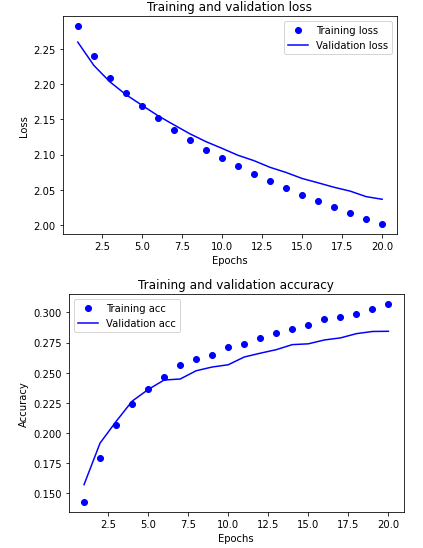 Training and validation loss
Training loss
Validation loss
2.25
2.20
2.15
2.10
2.05
2.00
Loss
2.5 5.0 7.5 10.0 12.5 15.0 17.5 20.0
Epochs
Training and validation accuracy
Training acc
Validation acc
0.300
0.275
0.250
0.225
0.200
0.175
0.150
Accuracy
2.5 5.0 7.5 10.0 12.5 15.0 17.5 20.0
Epochs